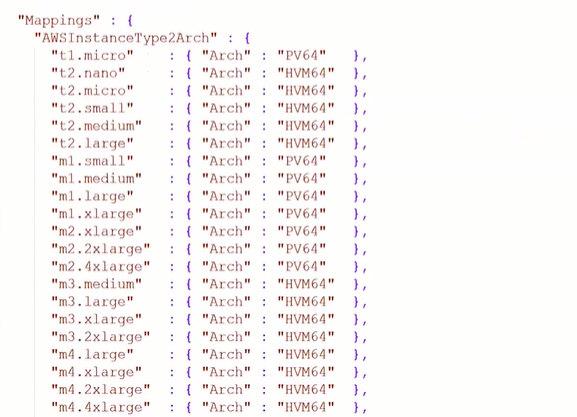 "Mappings" : {
"AWSInstanceType2Arch" : {
"t1.micro" : { "Arch" : "PV64" },
"t2.nano" : { "Arch" : "HVM64" },
"t2.micro" : { "Arch" : "HVM64" },
"t2.small" : { "Arch" : "HVM64" },
"t2.medium" : { "Arch" : "HVM64" },
"t2.large" : { "Arch" : "HVM64" },
"m1.small" : { "Arch" : "PV64" },
"m1.medium" : { "Arch" : "PV64" },
"m1.large" : { "Arch" : "PV64" },
"m1.xlarge" : { "Arch" : "PV64" },
"m2.xlarge" : { "Arch" : "PV64" },
"m2.2xlarge" : { "Arch" : "PV64" },
"m2.4xlarge" : { "Arch" : "PV64" },
"m3.medium" : { "Arch" : "HVM64" },
"m3.large" : { "Arch" : "HVM64" },
"m3.xlarge" : { "Arch" : "HVM64" },
"m3.2xlarge" : { "Arch" : "HVM64" },
"m4.large" : { "Arch" : "HVM64" },
"m4.xlarge" : { "Arch" : "HVM64" },
"m4.2xlarge" : { "Arch" : "HVM64" },
"m4.4xlarge" : { "Arch" : "HVM64" },